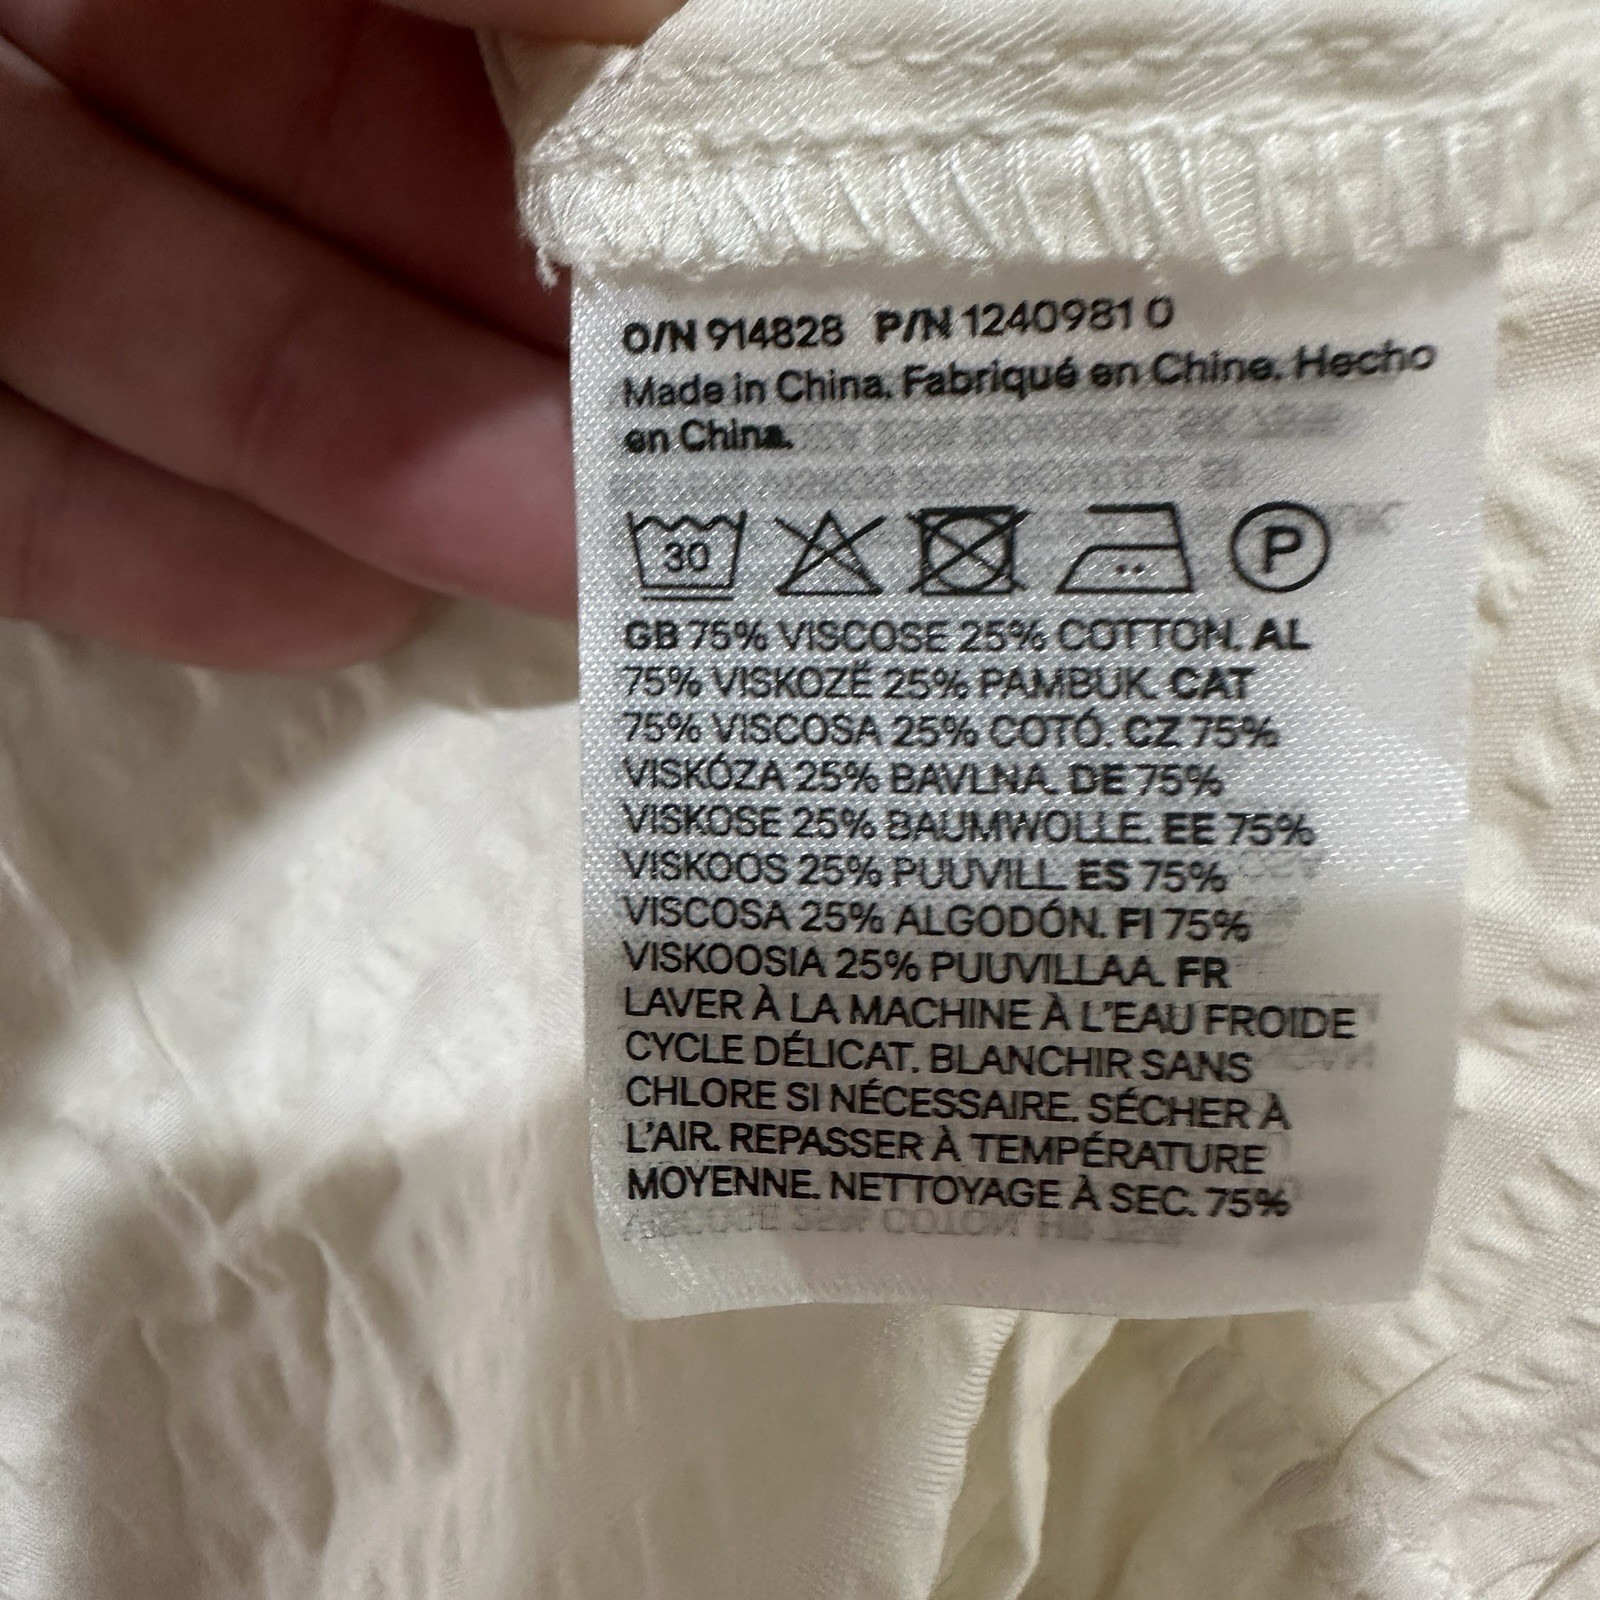 O/N 914828 P/N 1240981 0
Made in China. Fabriqué en Chine. Hecho
en China.
30
P
GB 75% VISCOSE 25% COTTON. AL
75% VISKOZË 25% PAMBUK. CAT
75% VISCOSA 25% COTÓ. CZ 75%
VISKÓZA 25% BAVLNA. DE 75%
VISKOSE 25% BAUMWOLLE. EE 75%
VISKOOS 25% PUUVILL. ES 75%
VISCOSA 25% ALGODÓN. FI 75%
VISKOOSIA 25% PUUVILLAA. FR
LAVER À LA MACHINE À L'EAU FROIDE
CYCLE DÉLICAT. BLANCHIR SANS
CHLORE SI NÉCESSAIRE. SÉCHER À
L'AIR. REPASSER À TEMPÉRATURE
MOYENNE. NETTOYAGE À SEC. 75%